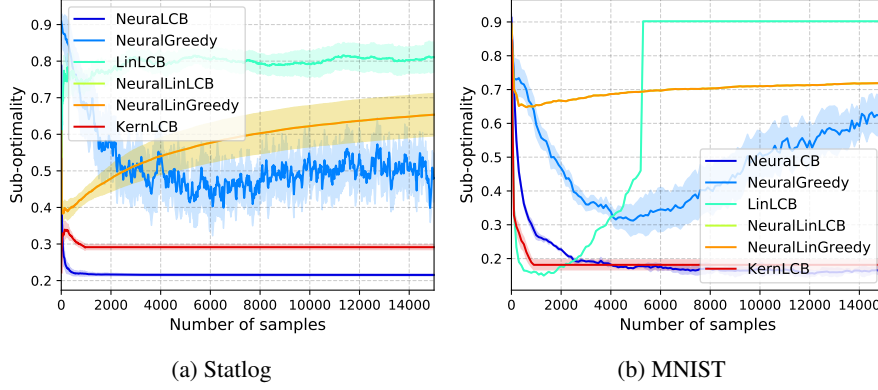 0.9
0.8
0.7
0.6
0.5
0.4
0.3
0.2
Sub-optimality
NeuraLCB
NeuralGreedy
LinLCB
NeuralLinLCB
NeuralLinGreedy
KernLCB
0 2000 4000 6000 8000 10000 12000 14000
Number of samples
(a) Statlog
0.9
0.8
0.7
0.6
0.5
0.4
0.3
0.2
Sub-optimality
NeuraLCB
NeuralGreedy
LinLCB
NeuralLinLCB
NeuralLinGreedy
KernLCB
0 2000 4000 6000 8000 10000 12000 14000
Number of samples
(b) MNIST